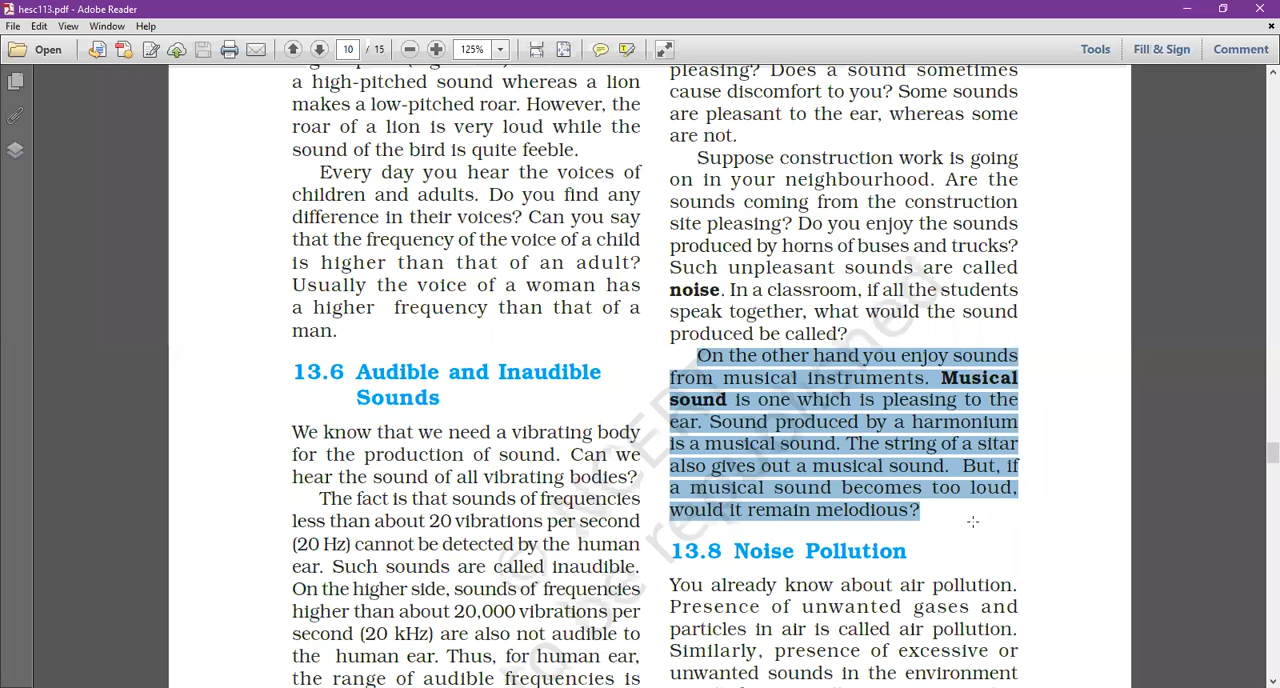 hesc113.pdf - Adobe Reader
File Edit View Window Help
Open 10 / 15 125% Tools Fill & Sign Comment
a high-pitched sound whereas a lion
makes a low-pitched roar. However, the
roar of a lion is very loud while the
sound of the bird is quite feeble.
Every day you hear the voices of
children and adults. Do you find any
difference in their voices? Can you say
that the frequency of the voice of a child
is higher than that of an adult?
Usually the voice of a woman has
a higher frequency than that of a
man.
13.6 Audible and Inaudible
Sounds
We know that we need a vibrating body
for the production of sound. Can we
hear the sound of all vibrating bodies?
The fact is that sounds of frequencies
less than about 20 vibrations per second
(20 Hz) cannot be detected by the human
ear. Such sounds are called inaudible.
On the higher side, sounds of frequencies
higher than about 20,000 vibrations per
second (20 kHz) are also not audible to
the human ear. Thus, for human ear,
the range of audible frequencies is
pleasing? Does a sound sometimes
cause discomfort to you? Some sounds
are pleasant to the ear, whereas some
are not.
Suppose construction work is going
on in your neighbourhood. Are the
sounds coming from the construction
site pleasing? Do you enjoy the sounds
produced by horns of buses and trucks?
Such unpleasant sounds are called
noise. In a classroom, if all the students
speak together, what would the sound
produced be called?
On the other hand you enjoy sounds
from musical instruments. Musical
sound is one which is pleasing to the
ear. Sound produced by a harmonium
is a musical sound. The string of a sitar
also gives out a musical sound. But, if
a musical sound becomes too loud,
would it remain melodious?
13.8 Noise Pollution
You already know about air pollution.
Presence of unwanted gases and
particles in air is called air pollution.
Similarly, presence of excessive or
unwanted sounds in the environment
© NCERT
to be republished